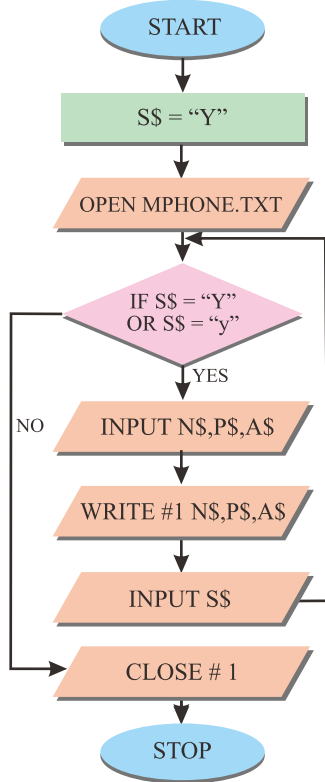 START
S$ = “Y”
OPEN MPHONE.TXT
IF S$ = “Y”
OR S$ = “y”
YES
NO
INPUT N$,P$,A$
WRITE #1 N$,P$,A$
INPUT S$
CLOSE # 1
STOP